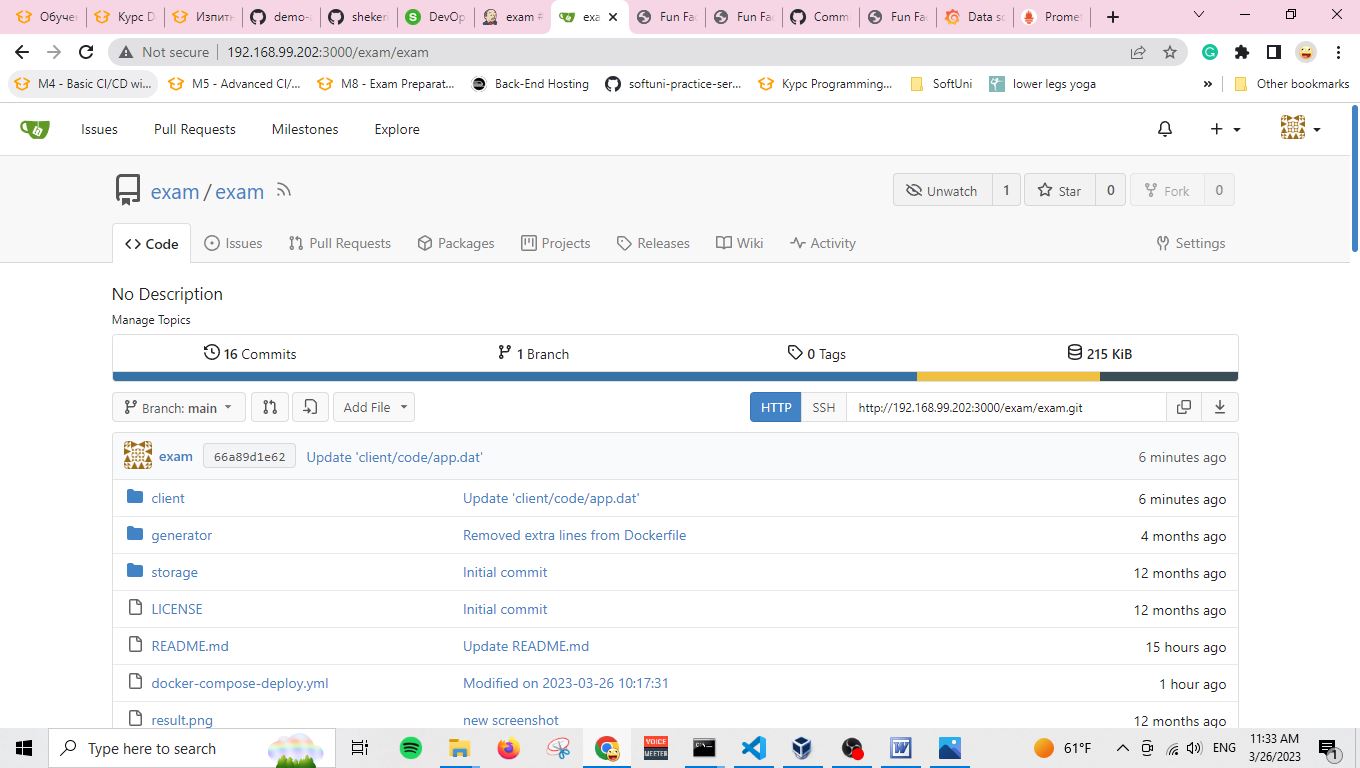 Обучен Курс D Изпитн demo- sheker DevOp exam # exa Fun Fac Fun Fac Comm Fun Fac Data so Promet
Not secure 192.168.99.202:3000/exam/exam
M4 - Basic CI/CD wi... M5 - Advanced CI/... M8 - Exam Preparat... Back-End Hosting softuni-practice-ser... Курс Programming... SoftUni lower legs yoga » Other bookmarks
Issues Pull Requests Milestones Explore
exam / exam Unwatch 1 Star 0 Fork 0
Code Issues Pull Requests Packages Projects Releases Wiki Activity Settings
No Description
Manage Topics
16 Commits 1 Branch 0 Tags 215 KiB
Branch: main Add File HTTP SSH http://192.168.99.202:3000/exam/exam.git
exam 66a89d1e62 Update 'client/code/app.dat' 6 minutes ago
client Update 'client/code/app.dat' 6 minutes ago
generator Removed extra lines from Dockerfile 4 months ago
storage Initial commit 12 months ago
LICENSE Initial commit 12 months ago
README.md Update README.md 15 hours ago
docker-compose-deploy.yml Modified on 2023-03-26 10:17:31 1 hour ago
result.png new screenshot 12 months ago
Type here to search VOICE MEETER 61°F ENG 11:33 AM
3/26/2023 1